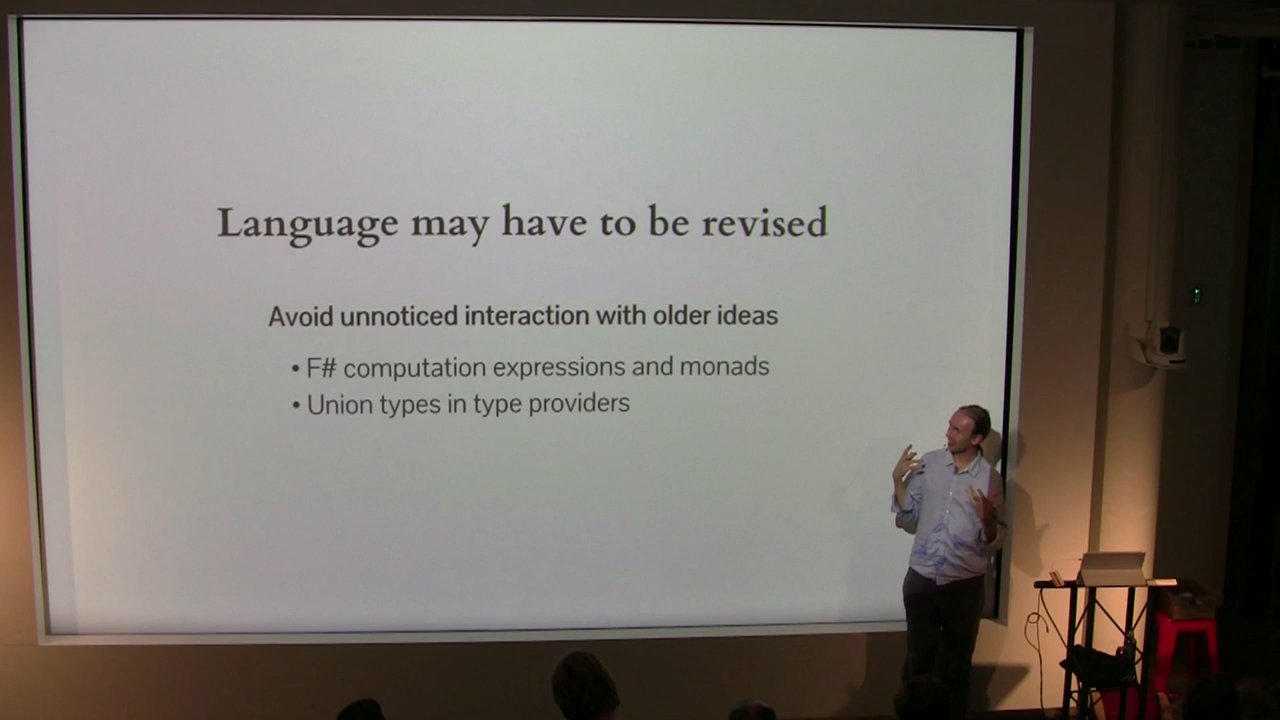 Language may have to be revised
Avoid unnoticed interaction with older ideas
• F# computation expressions and monads
• Union types in type providers